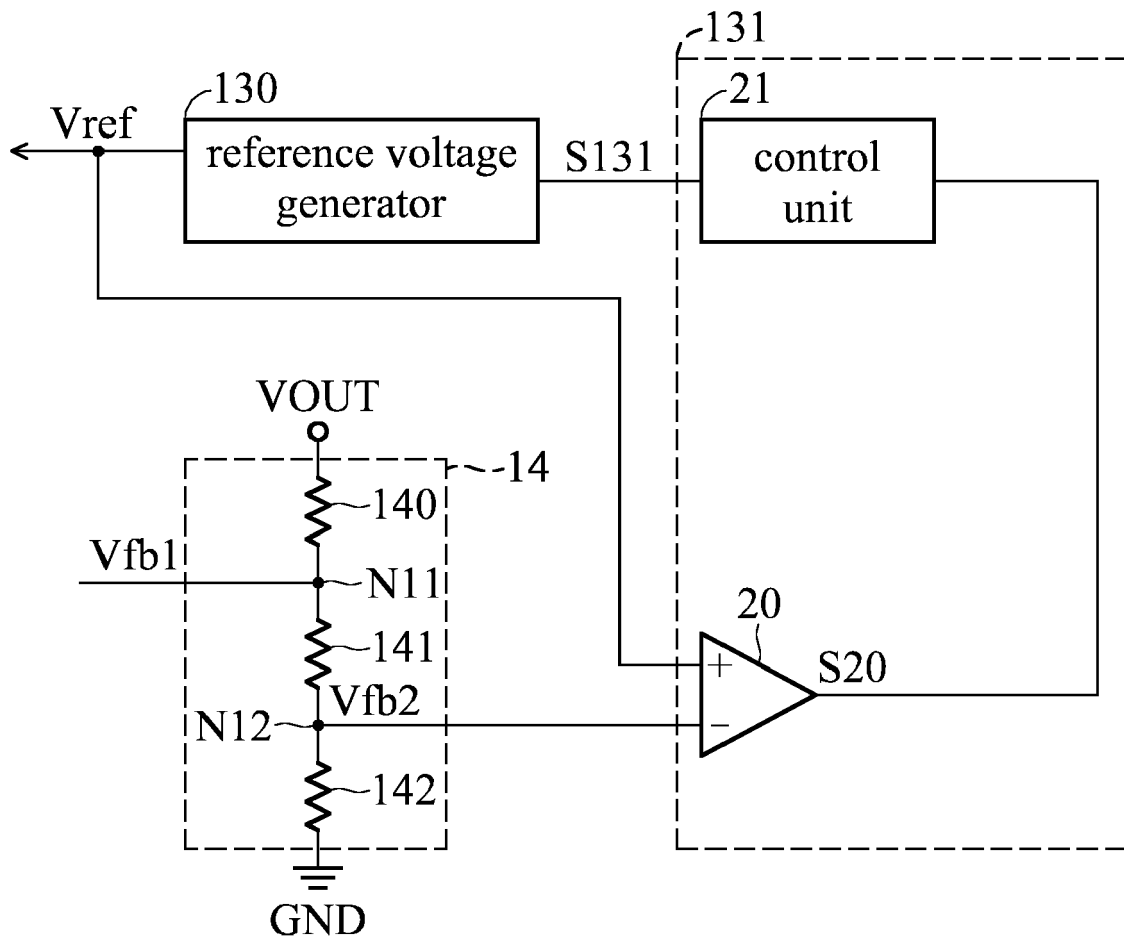 131
130
21
Vref
reference voltage
generator
S131
control
unit
VOUT
14
140
Vfb1
N11
20
141
+
S20
Vfb2
N12
−
142
GND